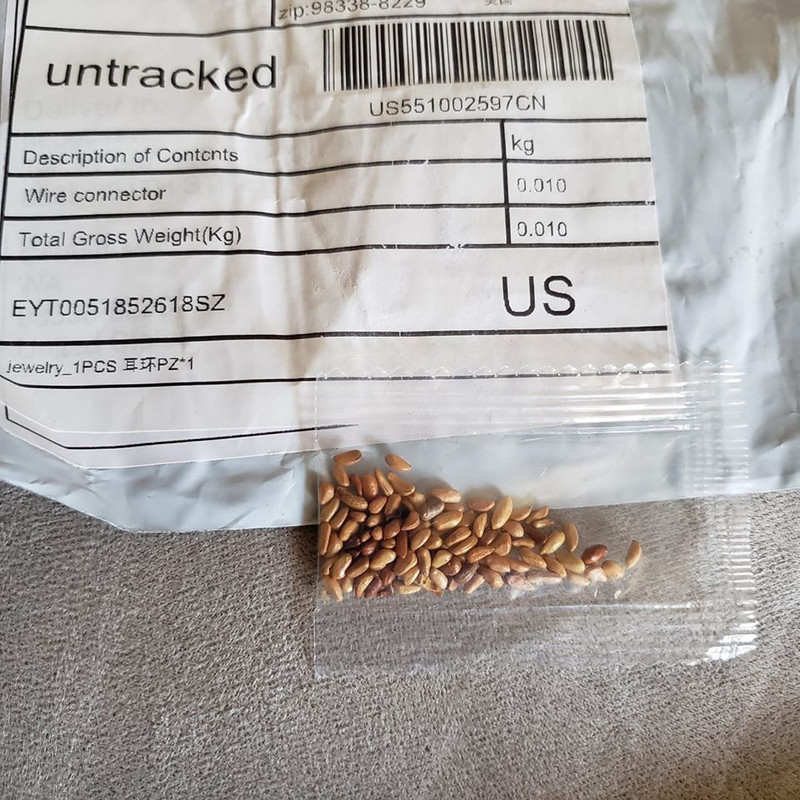 zip:98338-8229
untracked
US551002597CN
Description of Contents kg
Wire connector 0.010
Total Gross Weight(Kg) 0.010
EYT0051852618SZ US
jewelry_1PCS 耳环PZ*1